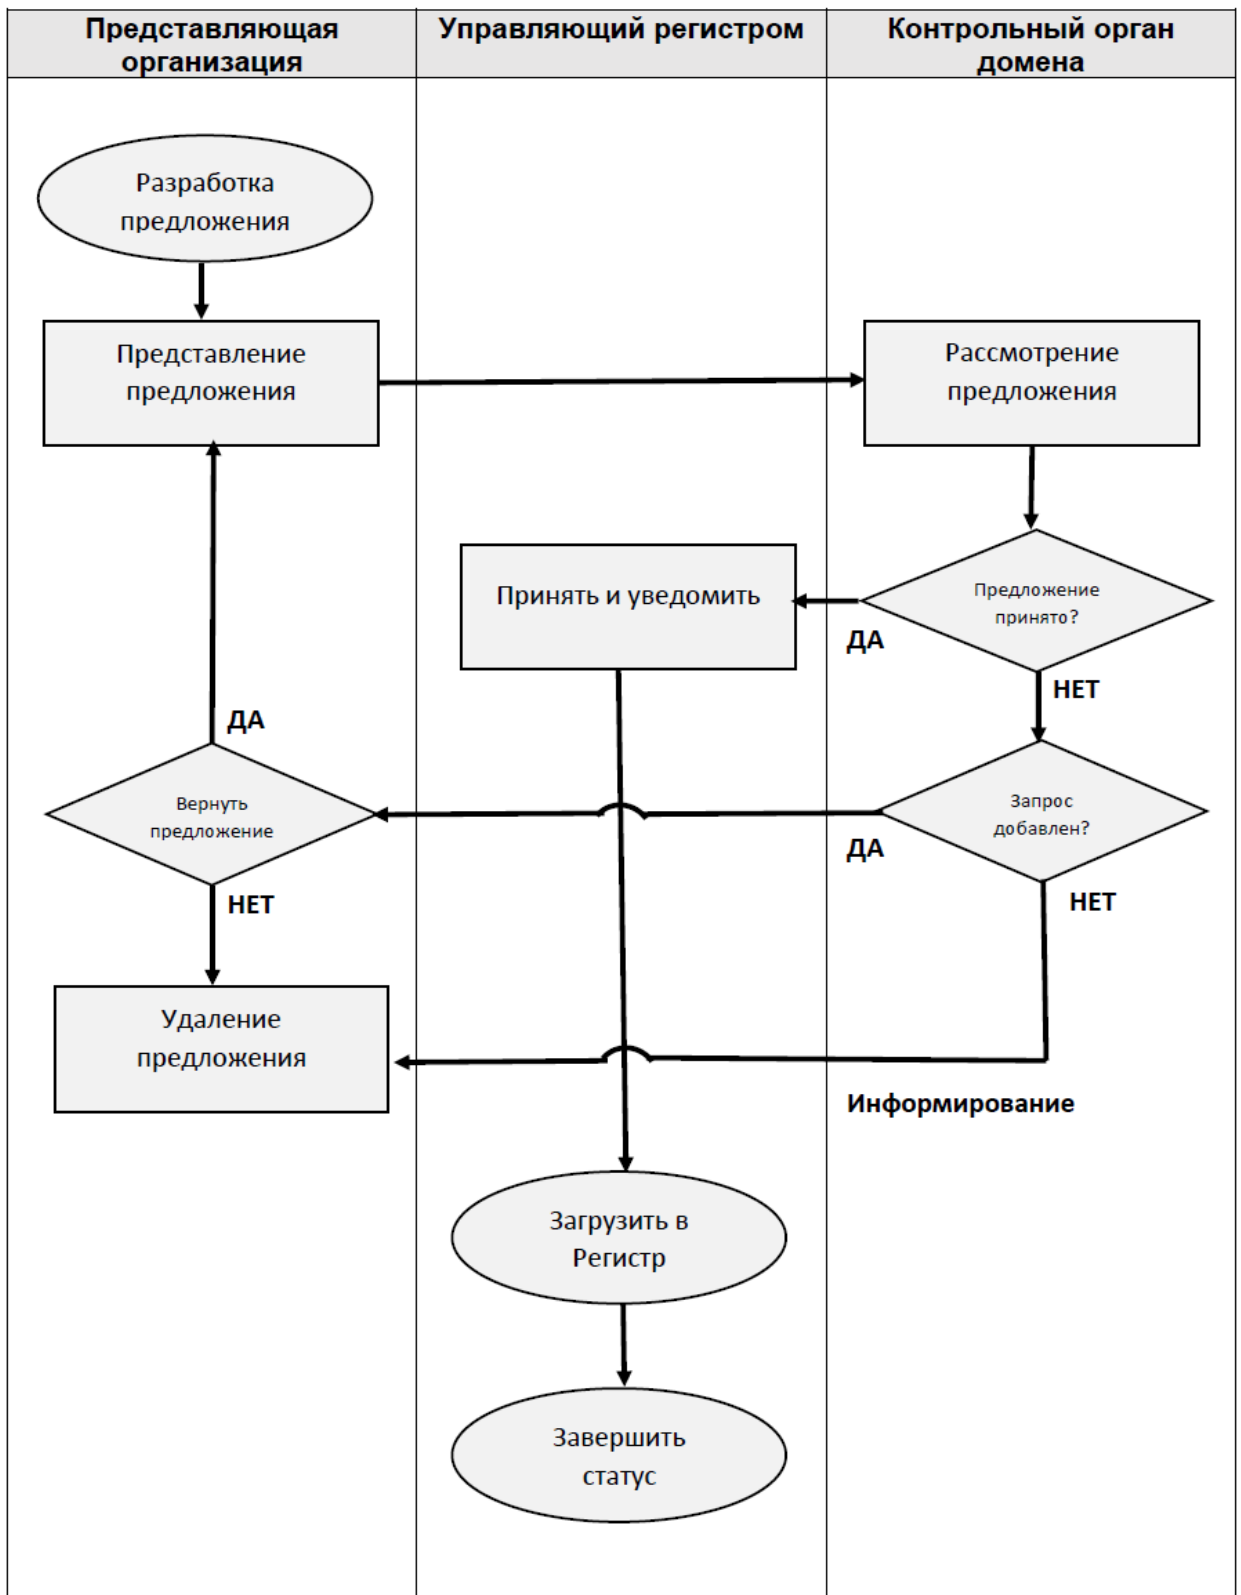 Представляющая
организация
Управляющий регистром
Контрольный орган
домена
Разработка
предложения
Представление
предложения
Рассмотрение
предложения
Принять и уведомить
Предложение
принято?
ДА
НЕТ
ДА
Вернуть
предложение
Запрос
добавлен?
ДА
НЕТ
НЕТ
Удаление
предложения
Информирование
Загрузить в
Регистр
Завершить
статус